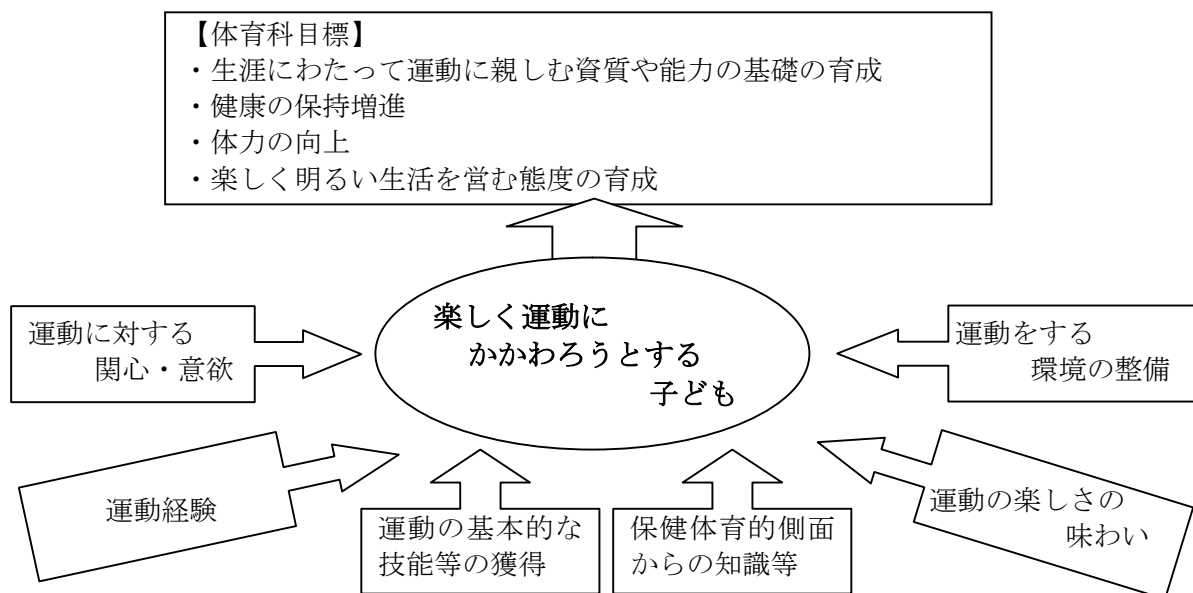 【体育科目標】
・生涯にわたって運動に親しむ資質や能力の基礎の育成
・健康の保持増進
・体力の向上
・楽しく明るい生活を営む態度の育成
楽しく運動に
かかわろうとする
子ども
運動に対する
関心・意欲
運動をする
環境の整備
運動経験
運動の基本的な
技能等の獲得
保健体育的側面
からの知識等
運動の楽しさの
味わい